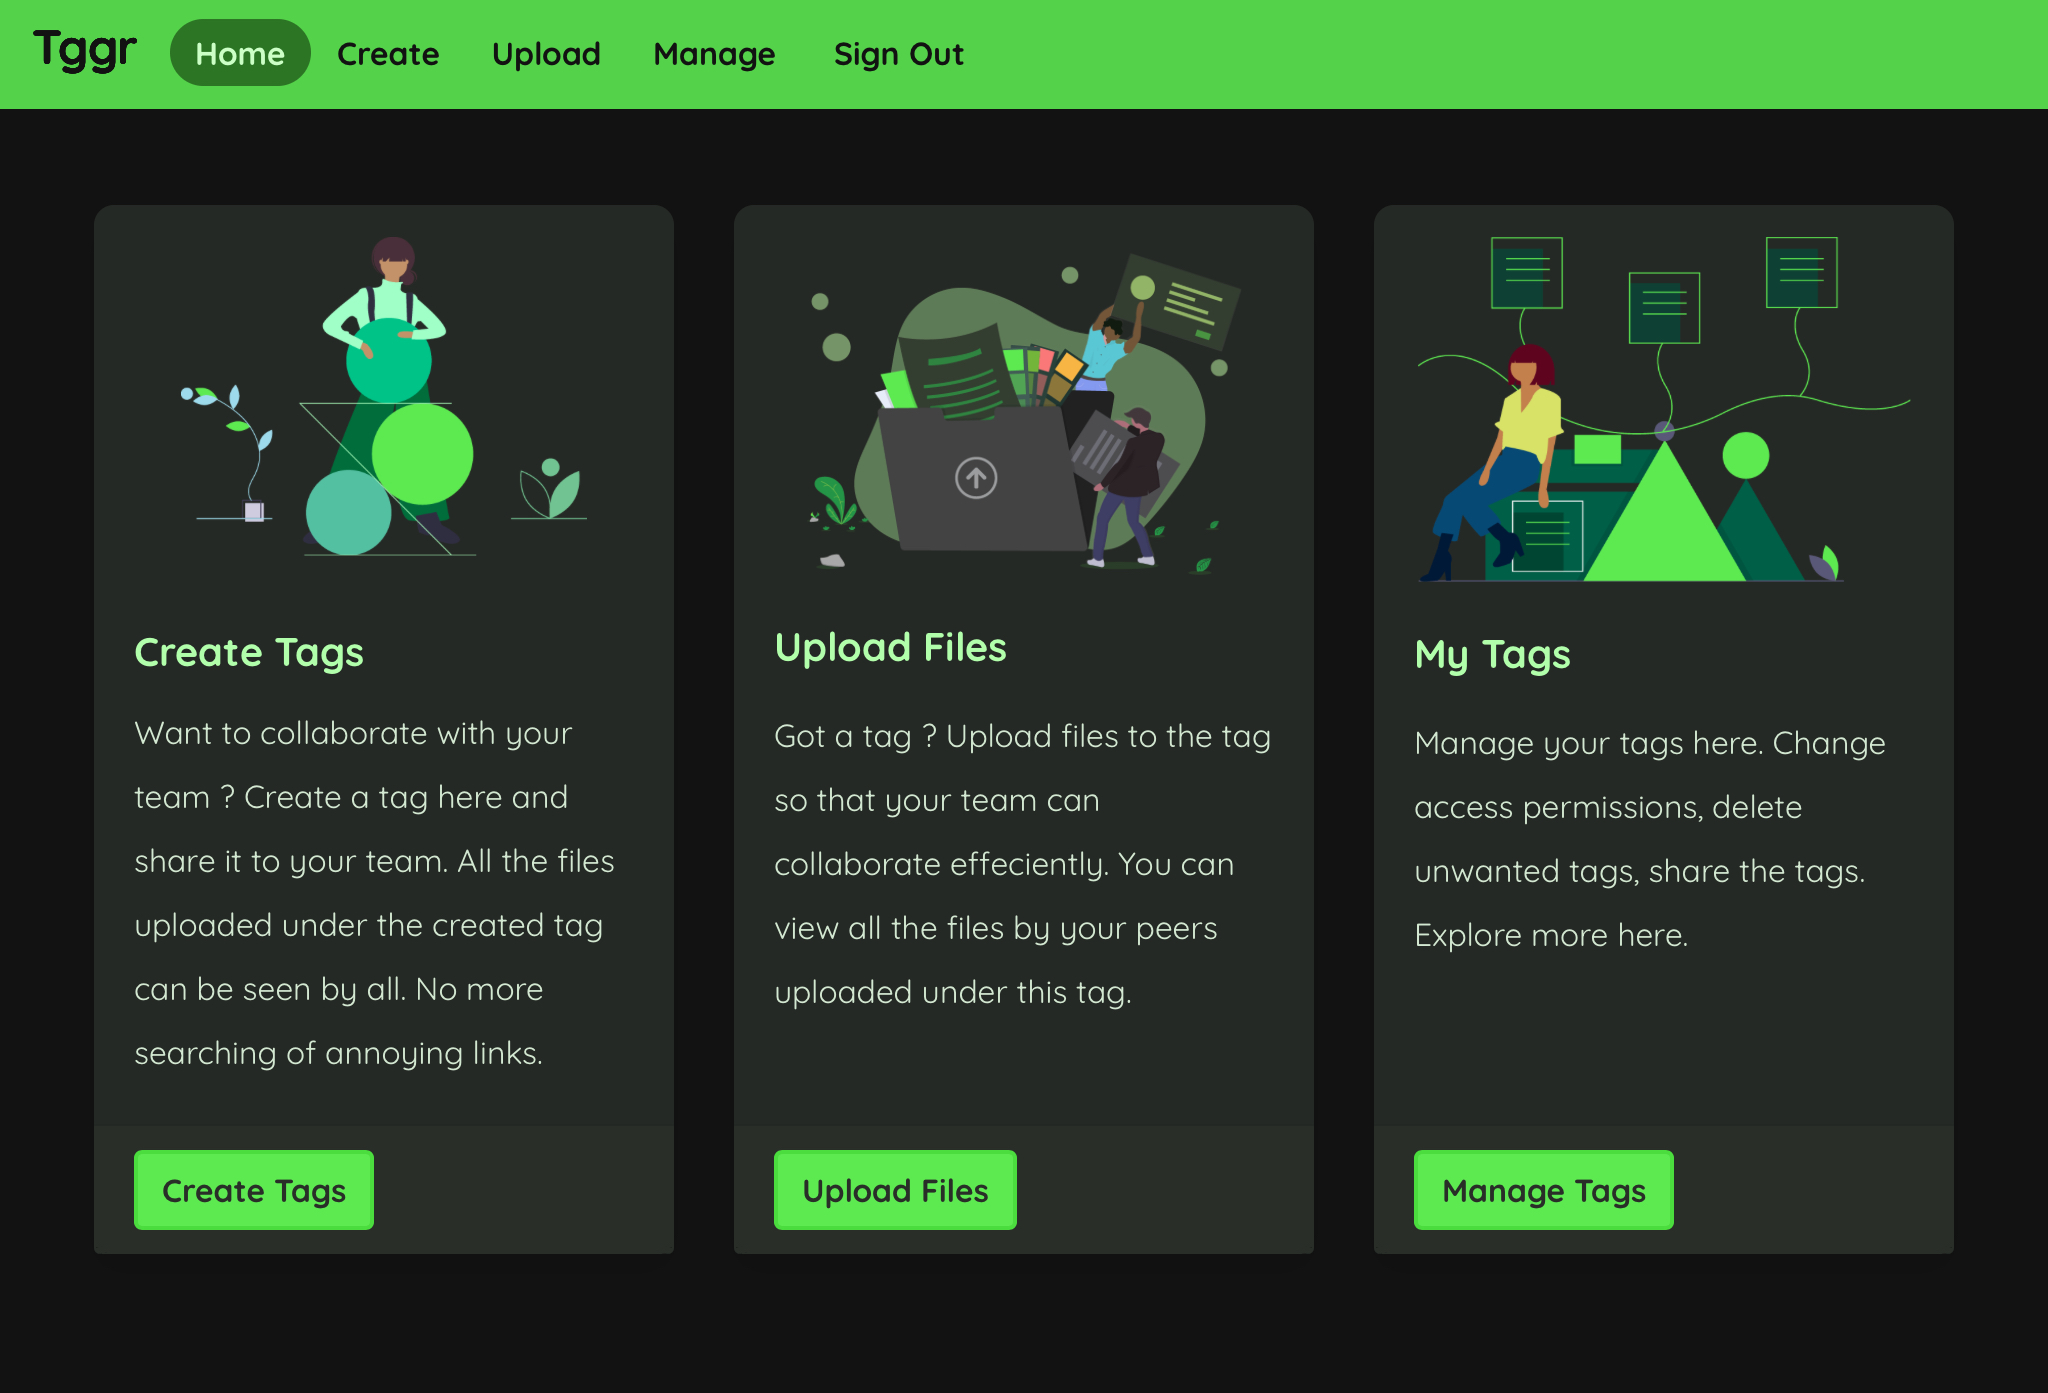 Tggr Home Create Upload Manage Sign Out
Create Tags
Want to collaborate with your
team ? Create a tag here and
share it to your team. All the files
uploaded under the created tag
can be seen by all. No more
searching of annoying links.
Create Tags
Upload Files
Got a tag ? Upload files to the tag
so that your team can
collaborate effeciently. You can
view all the files by your peers
uploaded under this tag.
Upload Files
My Tags
Manage your tags here. Change
access permissions, delete
unwanted tags, share the tags.
Explore more here.
Manage Tags